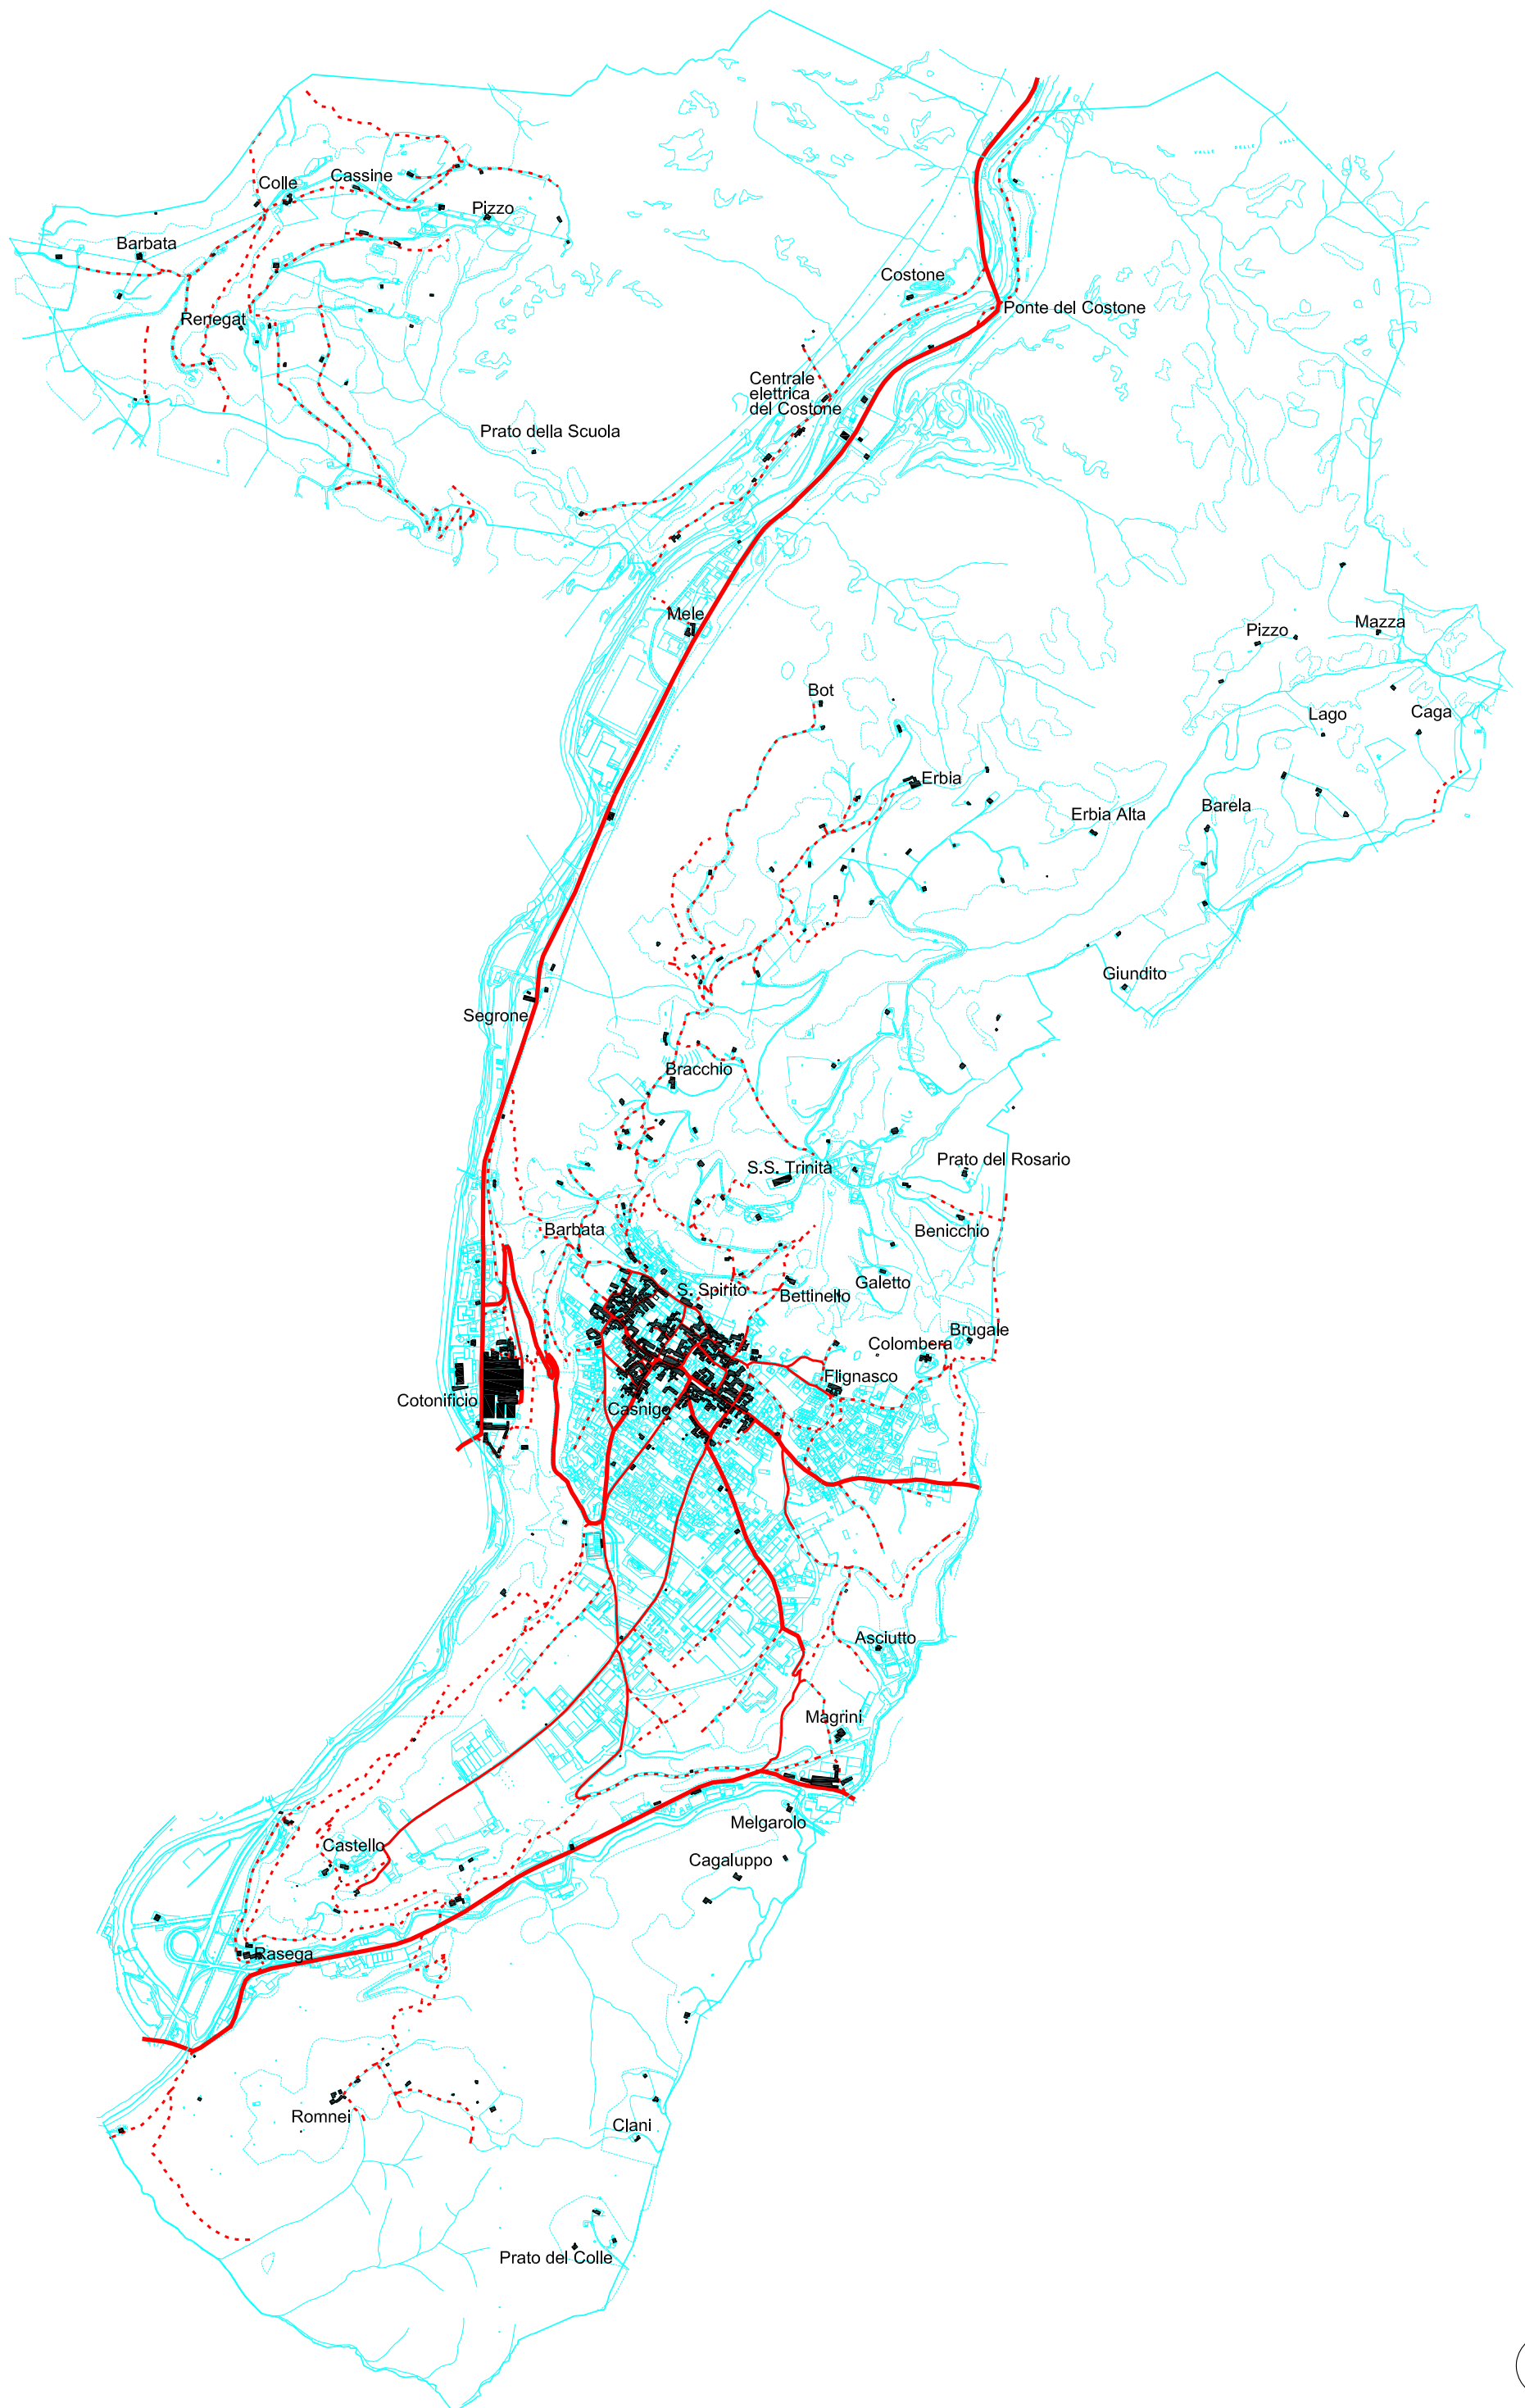 Cassine
Colle
Pizzo
Barbata
Costone
Ponte del Costone
Renegat
Centrale
elettrica
del Costone
Prato della Scuola
Mele
Mazza
Pizzo
Bot
Lago
Caga
Erbia
Barela
Erbia Alta
Giundito
Segrone
Bracchio
Prato del Rosario
S.S. Trinità
Barbata
Benicchio
Galetto
S. Spirito
Bettinello
Brugale
Colombera
Flignasco
Cotonificio
Casnigo
Asciutto
Magrini
Melgarolo
Castello
Cagaluppo
Rasega
Romnei
Clani
Prato del Colle